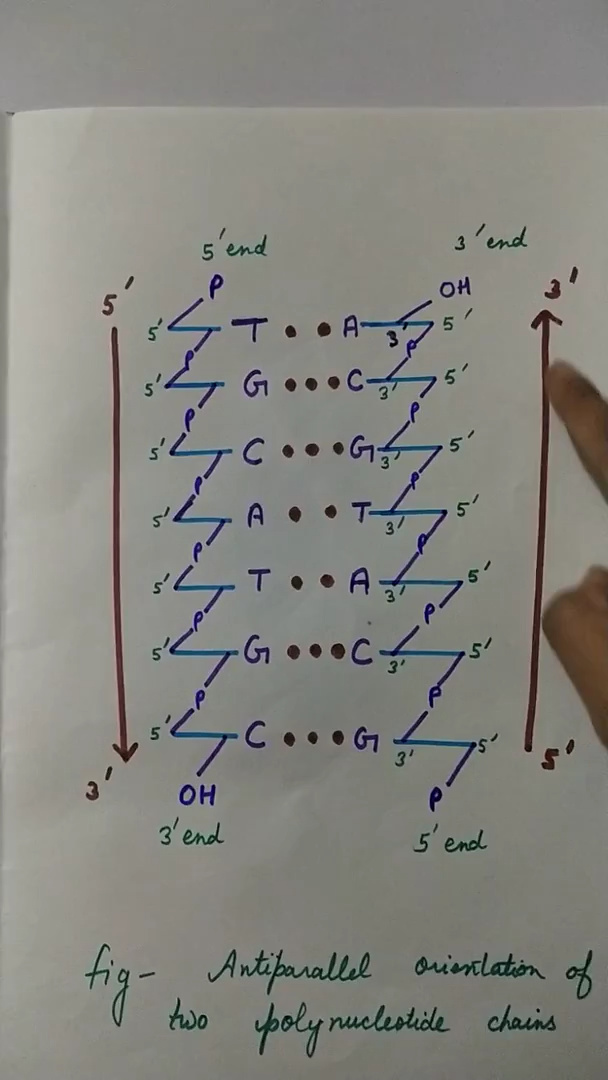 5'end 3'end
5' P OH 3'
5' T • • A 3' 5'
P P
5' G • • • C 3' 5'
P P
5' C • • • G 3' 5'
P P
5' A • • T 3' 5'
P P
5' T • • A 3' 5'
P P
5' G • • • C 3' 5'
P P
5' C • • • G 3' 5'
3' OH P 5'
3'end 5'end
fig- Antiparallel orientation of
two polynucleotide chains